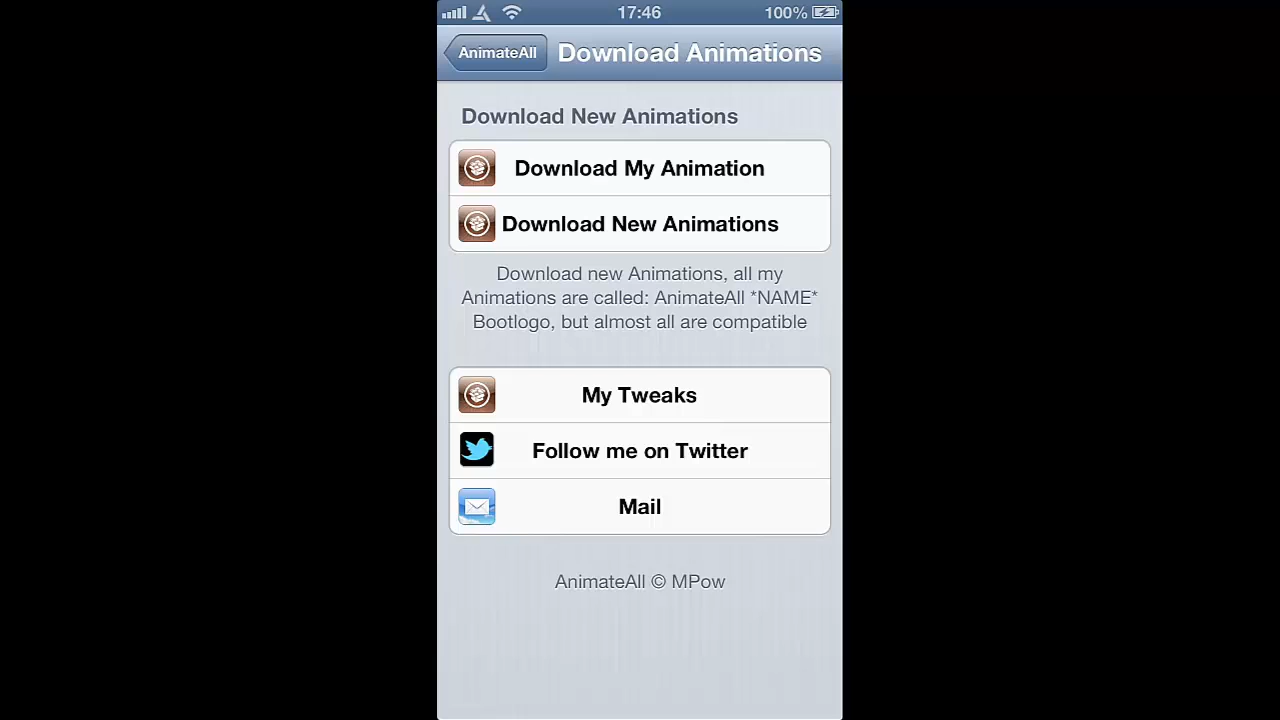 17:46
100%
AnimateAll
Download Animations
Download New Animations
Download My Animation
Download New Animations
Download new Animations, all my
Animations are called: AnimateAll *NAME*
Bootlogo, but almost all are compatible
My Tweaks
Follow me on Twitter
Mail
AnimateAll © MPow